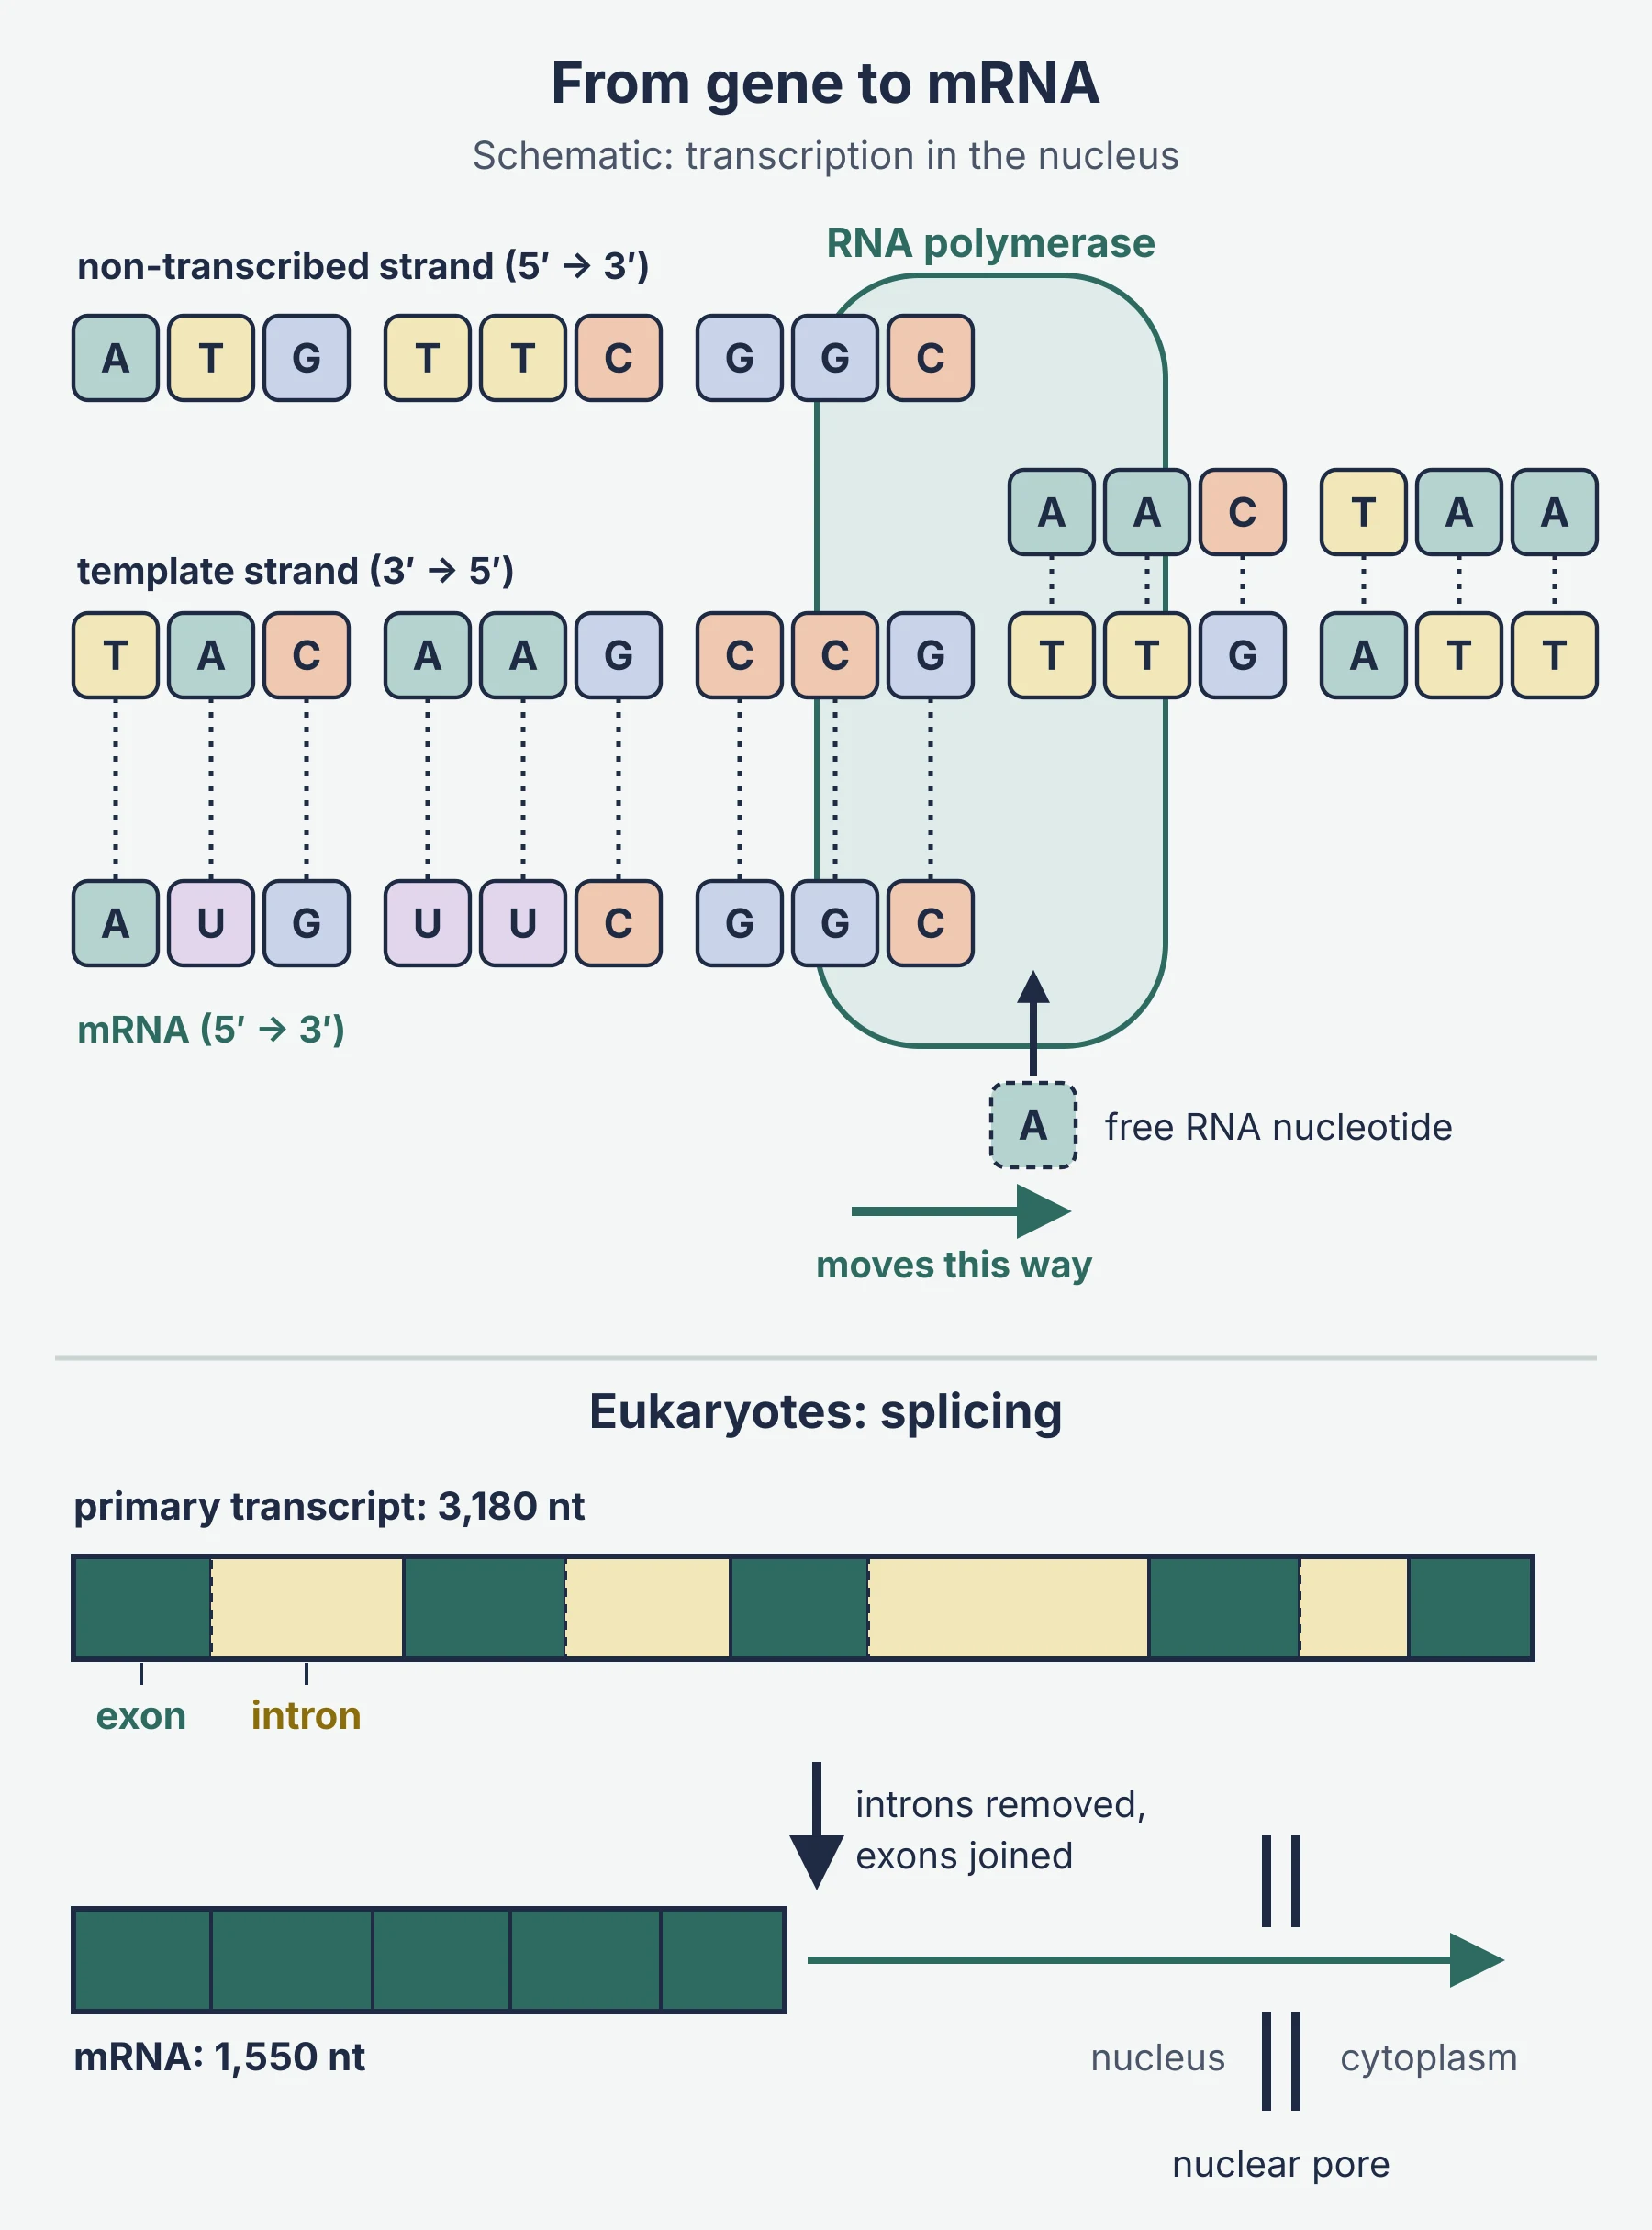 From gene to mRNA
Schematic: transcription in the nucleus
RNA polymerase
non-transcribed strand (5′ → 3′)
A T G T T C G G C
A A C T A A
template strand (3′ → 5′)
T A C A A G C C G T T G A T T
A U G U U C G G C
mRNA (5′ → 3′)
A free RNA nucleotide
moves this way
Eukaryotes: splicing
primary transcript: 3,180 nt
exon intron
introns removed,
exons joined
mRNA: 1,550 nt
nucleus cytoplasm
nuclear pore